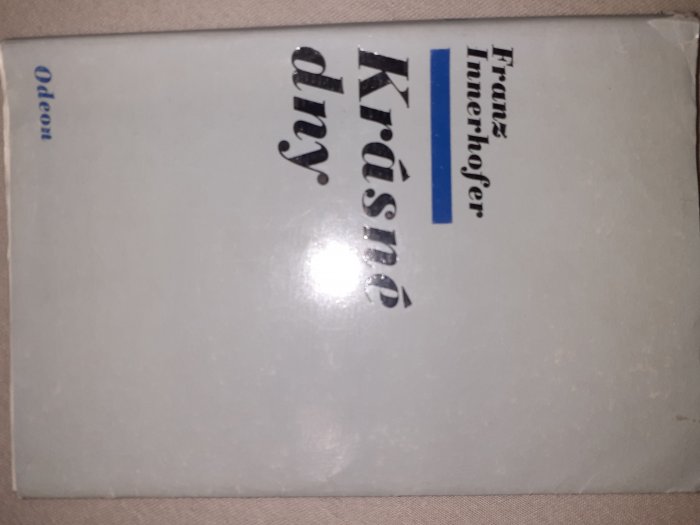 Franz
Innerhofer
Krásné
dny
Odeon